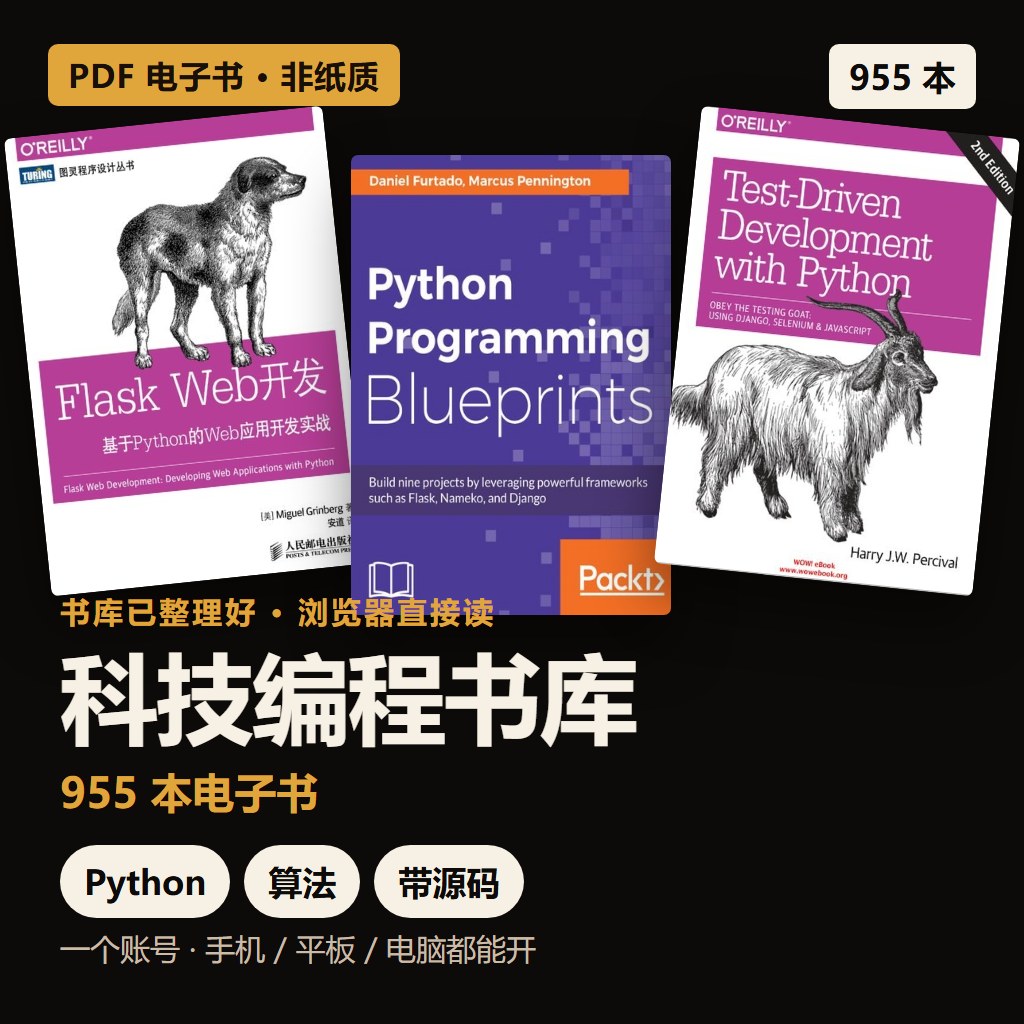 PDF 电子书 · 非纸质
955 本
O'REILLY
TURING 图灵程序设计丛书
Flask Web开发
基于Python的Web应用开发实战
Flask Web Development: Developing Web Applications with Python
[美] Miguel Grinberg
安道
人民邮电出版
POSTS & TELECOM
Daniel Furtado, Marcus Pennington
Python
Programming
Blueprints
Build nine projects by leveraging powerful frameworks
such as Flask, Nameko, and Django
Packt>
O'REILLY
2nd Edition
Test-Driven
Development
with Python
OBEY THE TESTING GOAT:
USING DJANGO, SELENIUM & JAVASCRIPT
Harry J.W. Percival
WOW! eBook
www.wowebook.org
书库已整理好 · 浏览器直接读
科技编程书库
955 本电子书
Python
算法
带源码
一个账号 · 手机 / 平板 / 电脑都能开